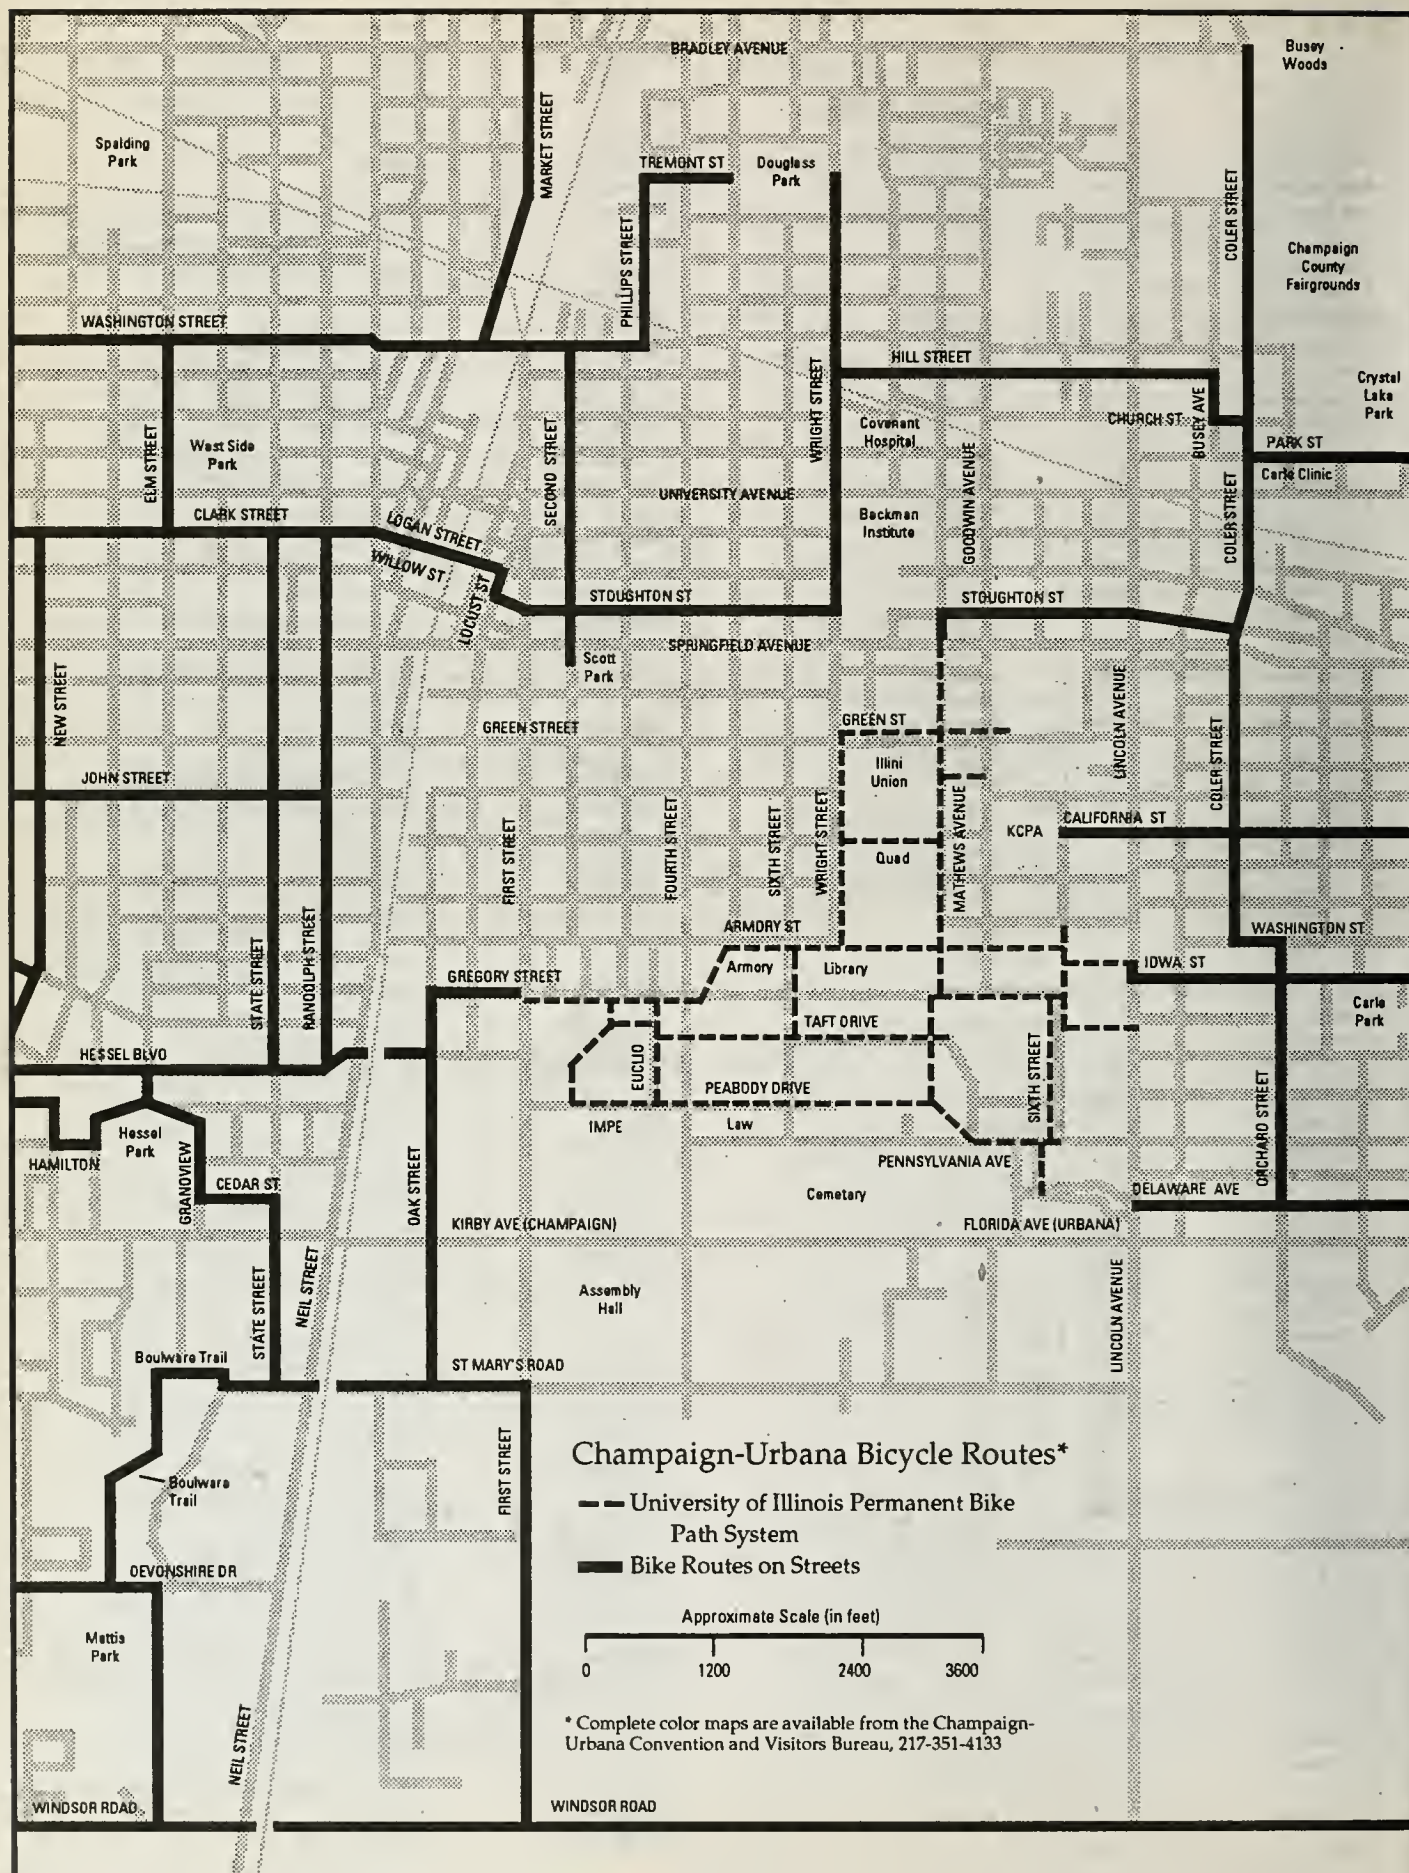 BRADLEY AVENUE
Busey
Woods
MARKET STREET
Spalding
Park
TREMONT ST
Douglass
Park
COLER STREET
PHILLIPS STREET
Champaign
County
Fairgrounds
WASHINGTON STREET
HILL STREET
WRIGHT STREET
Crystal
Lake
Park
CHURCH ST
BUSEY AVE
Covenant
Hospital
PARK ST
ELM STREET
West Side
Park
SECOND STREET
GOODWIN AVENUE
Carle Clinic
UNIVERSITY AVENUE
CLARK STREET
LOGAN STREET
Backman
Institute
COLER STREET
WILLOW ST
LOCUST ST
STOUGHTON ST
STOUGHTON ST
SPRINGFIELD AVENUE
Scott
Park
NEW STREET
LINCOLN AVENUE
GREEN STREET
GREEN ST
Illini
Union
COLER STREET
JOHN STREET
FIRST STREET
FOURTH STREET
SIXTH STREET
WRIGHT STREET
MATHEWS AVENUE
KCPA
CALIFORNIA ST
Quad
STATE STREET
RANDOLPH STREET
ARMORY ST
WASHINGTON ST
GREGORY STREET
Armory
Library
IOWA ST
Carle
Park
TAFT DRIVE
HESSEL BLVD
EUCLID
SIXTH STREET
PEABODY DRIVE
ORCHARD STREET
IMPE
Law
Hessel
Park
HAMILTON
GRANDVIEW
CEDAR ST
OAK STREET
PENNSYLVANIA AVE
Cemetary
DELAWARE AVE
KIRBY AVE (CHAMPAIGN)
FLORIDA AVE (URBANA)
NEIL STREET
STATE STREET
Assembly
Hall
LINCOLN AVENUE
Boulware Trail
ST MARY'S ROAD
FIRST STREET
Boulware
Trail
Champaign-Urbana Bicycle Routes*
University of Illinois Permanent Bike
Path System
Bike Routes on Streets
DEVONSHIRE DR
Approximate Scale (in feet)
0 1200 2400 3600
Mattis
Park
NEIL STREET
* Complete color maps are available from the Champaign-
Urbana Convention and Visitors Bureau, 217-351-4133
WINDSOR ROAD
WINDSOR ROAD